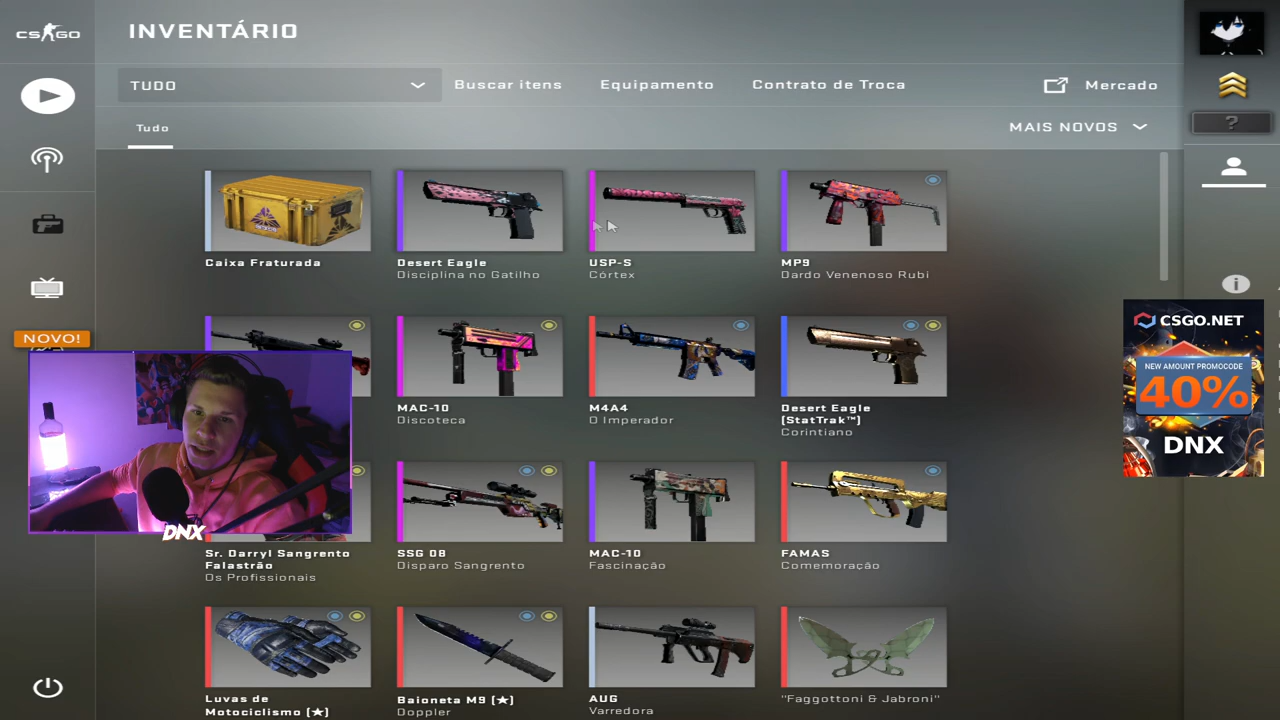 CS GO
INVENTÁRIO
TUDO
Buscar itens
Equipamento
Contrato de Troca
Mercado
?
Tudo
MAIS NOVOS
Caixa Fraturada
Desert Eagle
Disciplina no Gatilho
USP-S
Córtex
MP9
Dardo Venenoso Rubi
NOVO!
MAC-10
Discoteca
M4A4
O Imperador
Desert Eagle
(StatTrak™)
Corintiano
CSGO.NET
NEW AMOUNT PROMOCODE
40%
DNX
DNX
Sr. Darryl Sangrento
Falastrão
Os Profissionais
SSG 08
Disparo Sangrento
MAC-10
Fascinação
FAMAS
Comemoração
Luvas de
Motociclismo (★)
Baioneta M9 (★)
Doppler
AUG
Varredora
"Faggottoni & Jabroni"